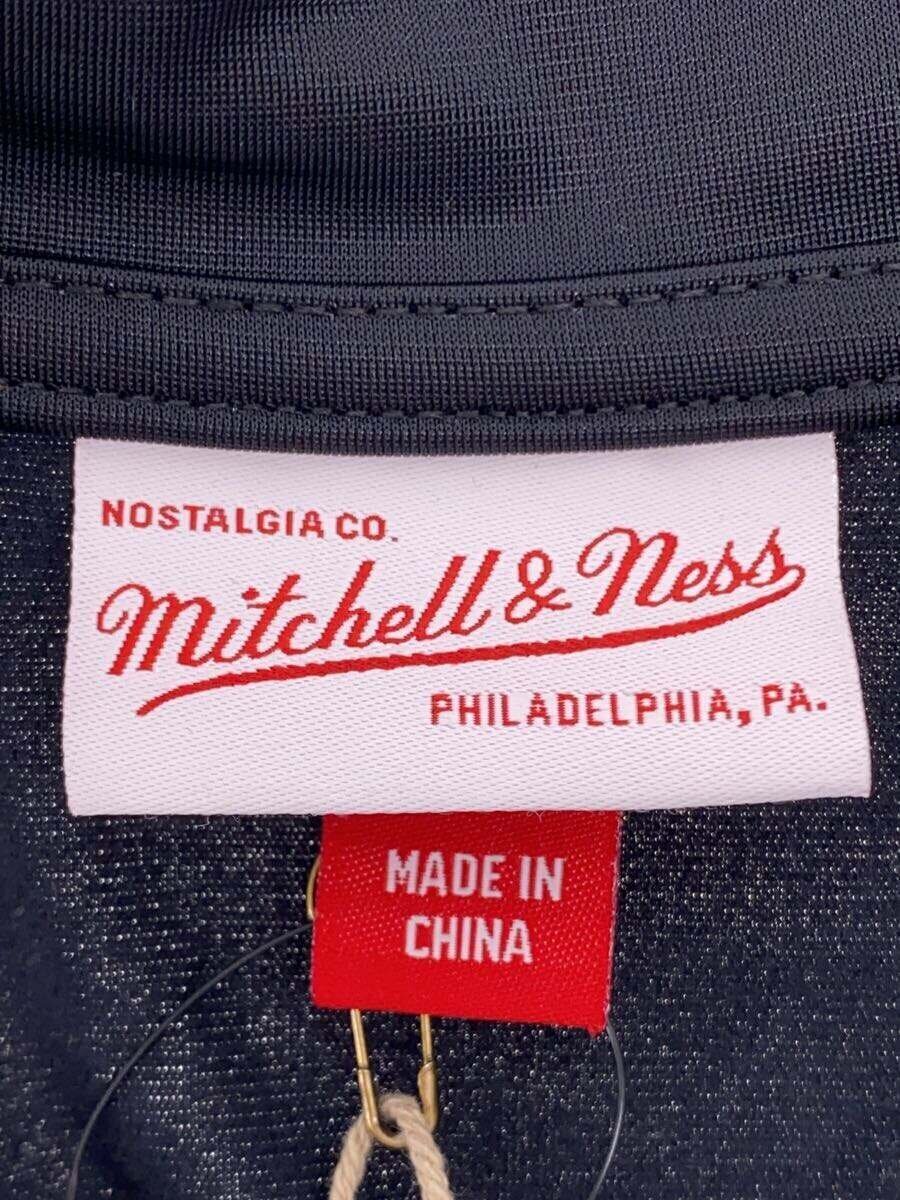 NOSTALGIA CO.
Mitchell & Ness
PHILADELPHIA, PA.
MADE IN
CHINA